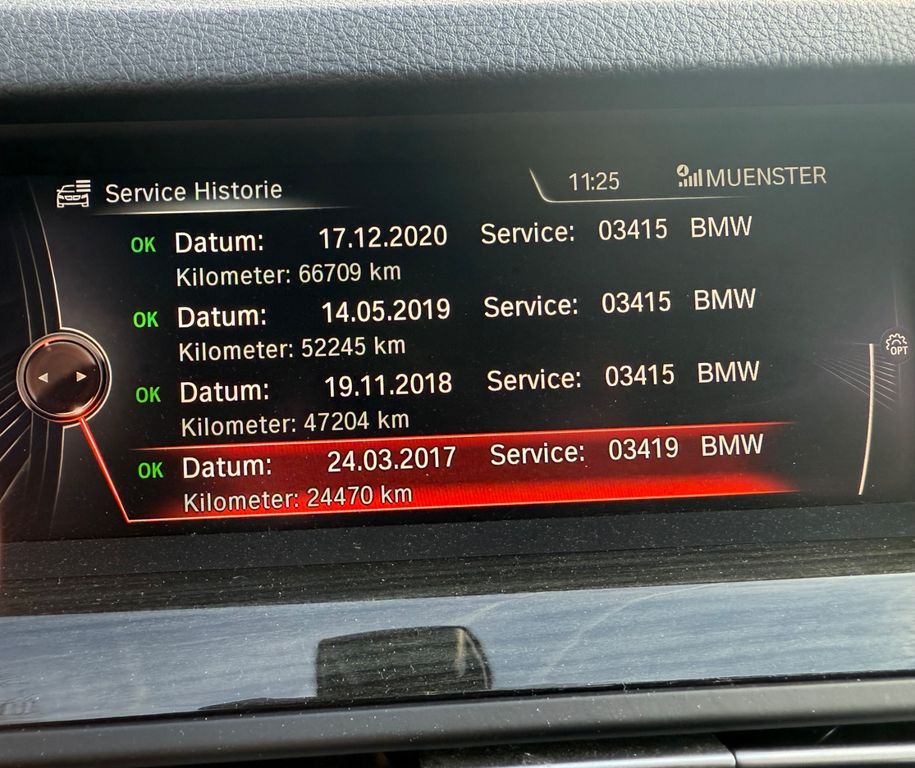 Service Historie 11:25 MUENSTER
OK Datum: 17.12.2020 Service: 03415 BMW
Kilometer: 66709 km
OK Datum: 14.05.2019 Service: 03415 BMW
Kilometer: 52245 km
OK Datum: 19.11.2018 Service: 03415 BMW
Kilometer: 47204 km
OK Datum: 24.03.2017 Service: 03419 BMW
Kilometer: 24470 km
OPT